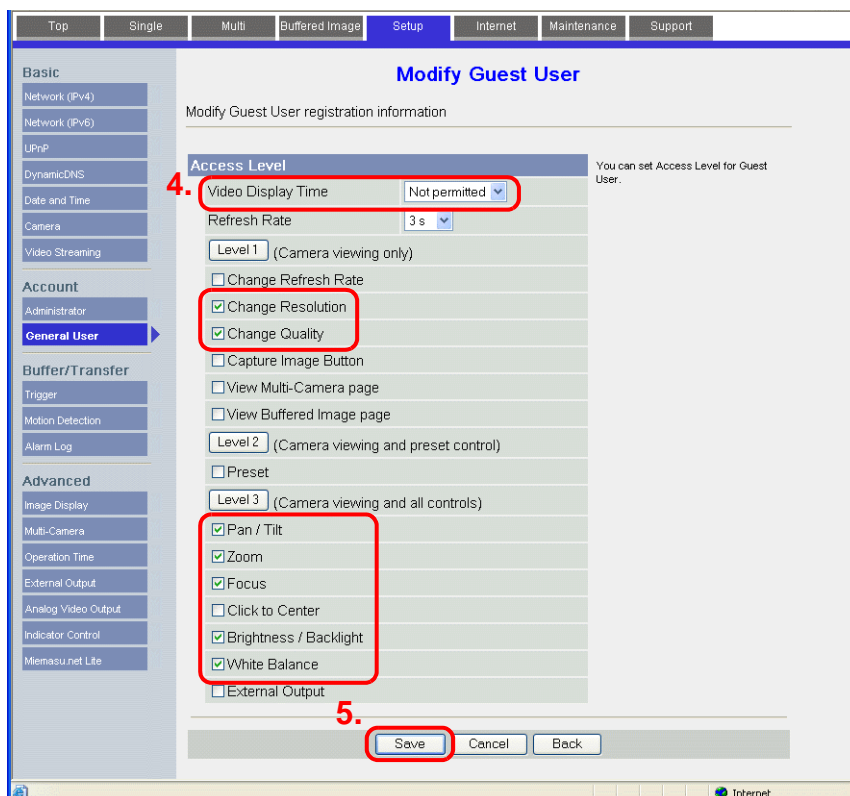 Top Single Multi Buffered Image Setup Internet Maintenance Support
Basic
Network (IPv4)
Network (IPv6)
UPnP
DynamicDNS
Date and Time
Camera
Video Streaming
Account
Administrator
General User
Buffer/Transfer
Trigger
Motion Detection
Alarm Log
Advanced
Image Display
Multi-Camera
Operation Time
External Output
Analog Video Output
Indicator Control
Miemasu.net Lite
Modify Guest User
Modify Guest User registration information
Access Level
4.
Video Display Time Not permitted
Refresh Rate 3 s
Level 1 (Camera viewing only)
Change Refresh Rate
Change Resolution
Change Quality
Capture Image Button
View Multi-Camera page
View Buffered Image page
Level 2 (Camera viewing and preset control)
Preset
Level 3 (Camera viewing and all controls)
Pan / Tilt
Zoom
Focus
Click to Center
Brightness / Backlight
White Balance
External Output
5.
Save Cancel Back
You can set Access Level for Guest
User.
Internet